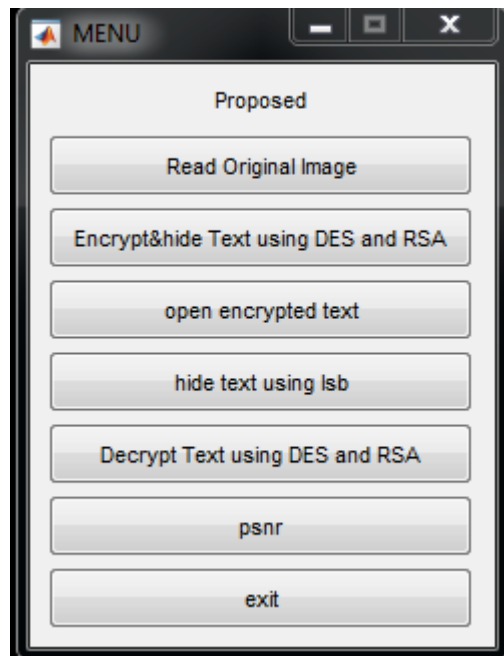 MENU
Proposed
Read Original Image
Encrypt&hide Text using DES and RSA
open encrypted text
hide text using lsb
Decrypt Text using DES and RSA
psnr
exit